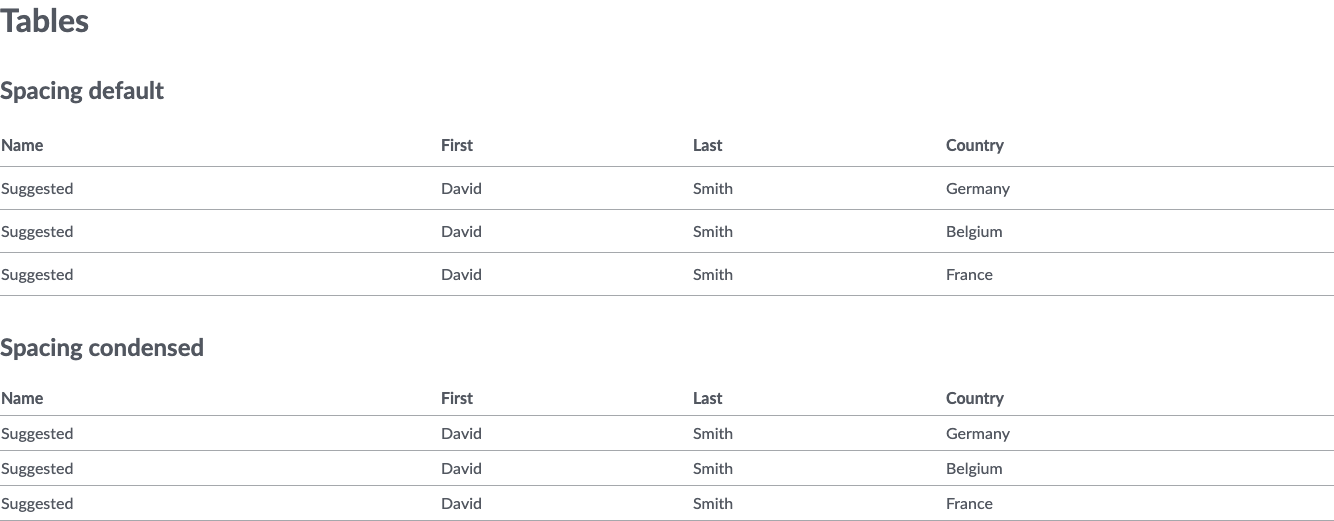 Tables
Spacing default
Name First Last Country
Suggested David Smith Germany
Suggested David Smith Belgium
Suggested David Smith France
Spacing condensed
Name First Last Country
Suggested David Smith Germany
Suggested David Smith Belgium
Suggested David Smith France